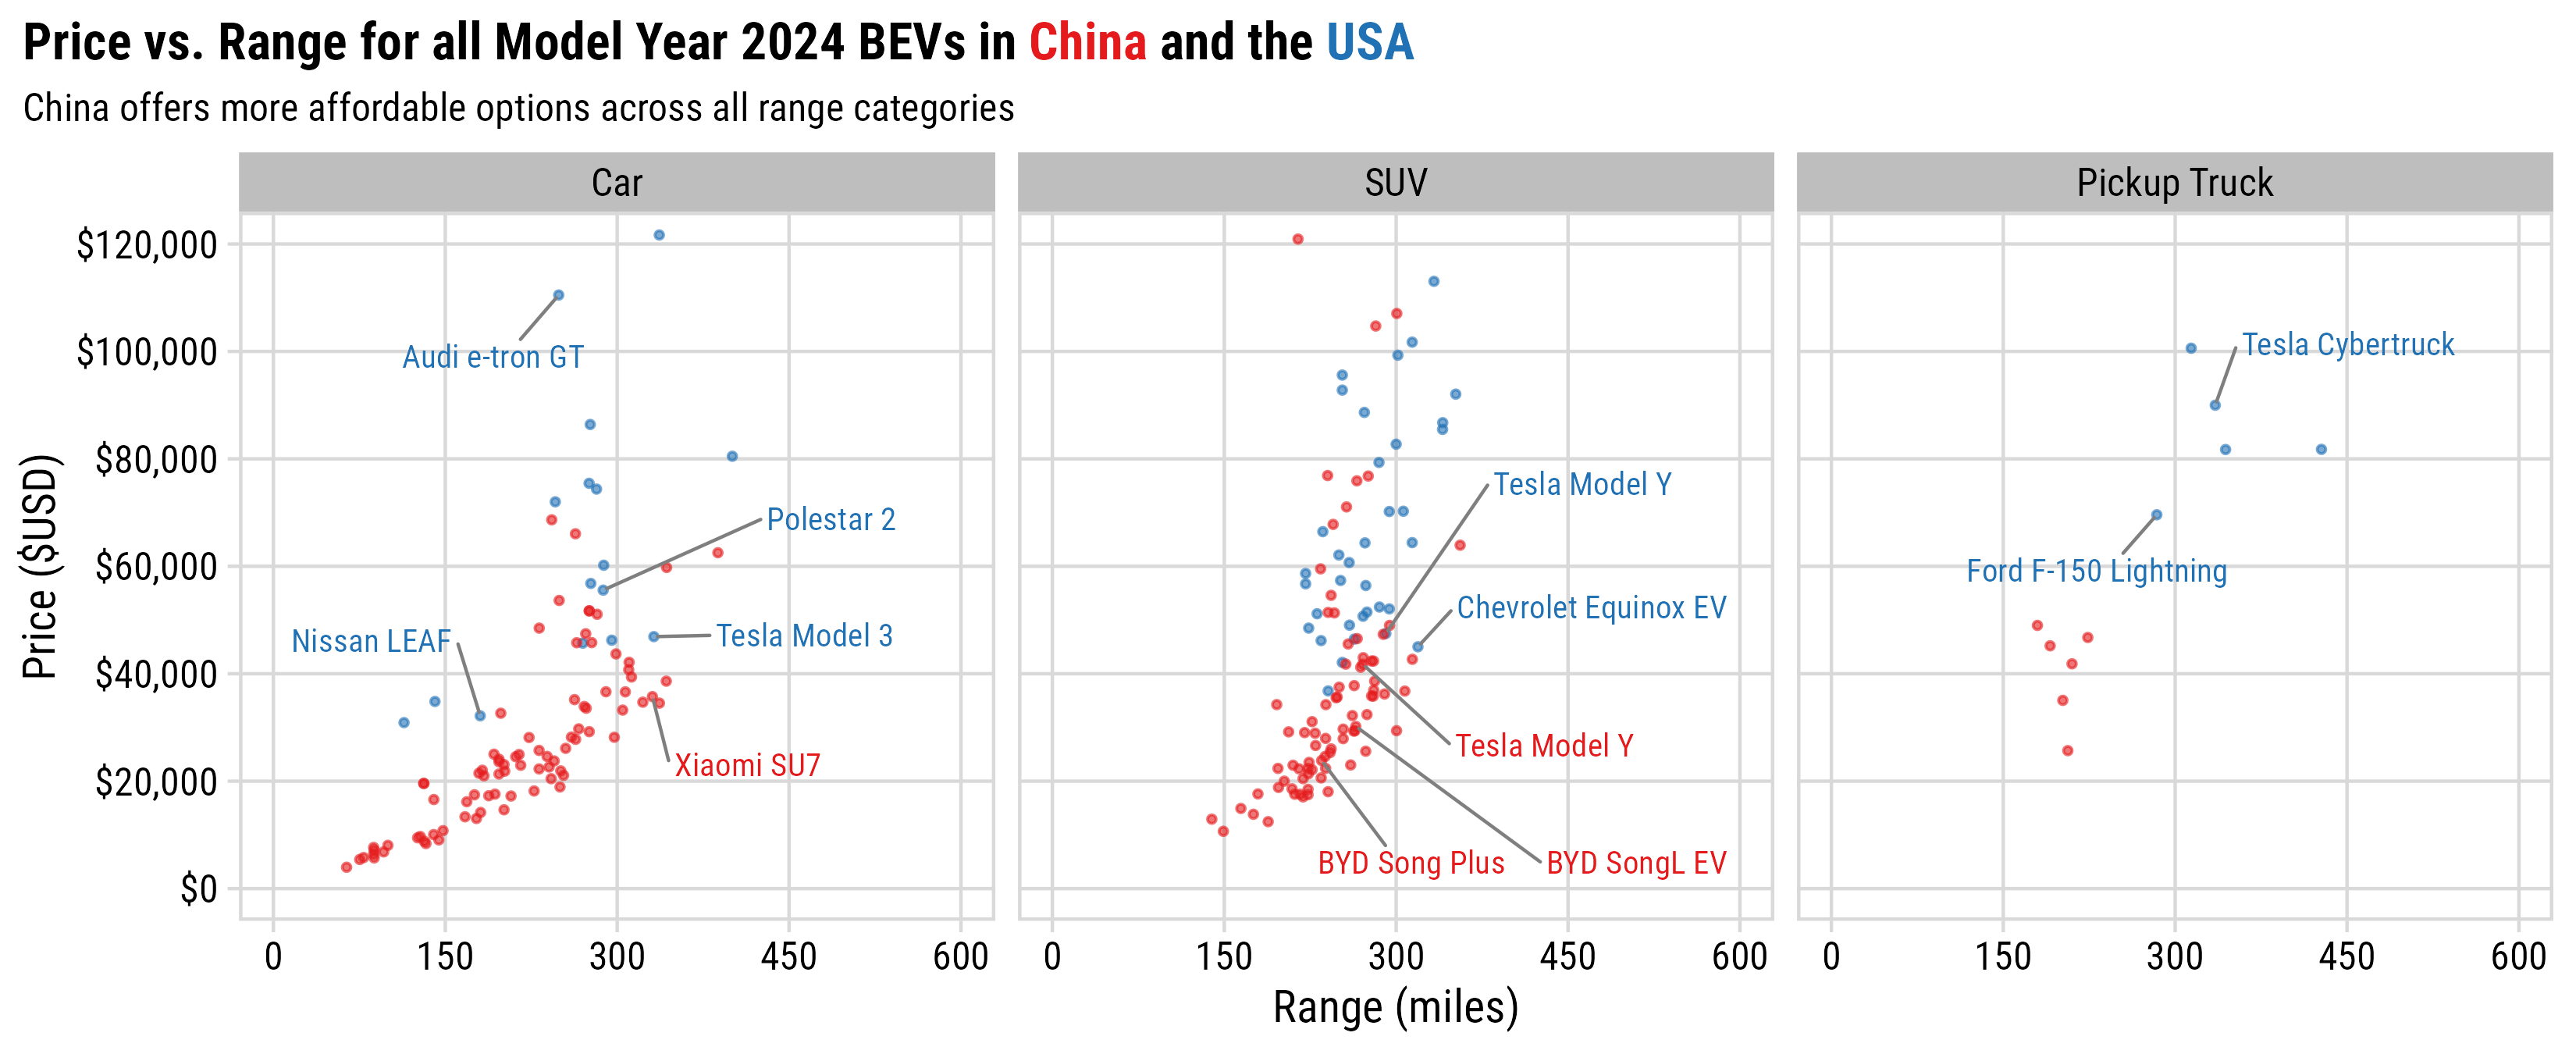 Price vs. Range for all Model Year 2024 BEVs in China and the USA
China offers more affordable options across all range categories
Car
SUV
Pickup Truck
Price ($USD)
$120,000
$100,000
$80,000
$60,000
$40,000
$20,000
$0
Audi e-tron GT
Polestar 2
Nissan LEAF
Tesla Model 3
Xiaomi SU7
Tesla Model Y
Chevrolet Equinox EV
Tesla Model Y
BYD Song Plus
BYD SongL EV
Tesla Cybertruck
Ford F-150 Lightning
0 150 300 450 600
0 150 300 450 600
0 150 300 450 600
Range (miles)